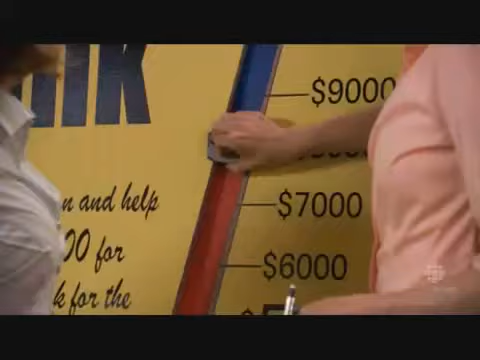 $9000
$7000
n and help
00 for
$6000
k for the
$